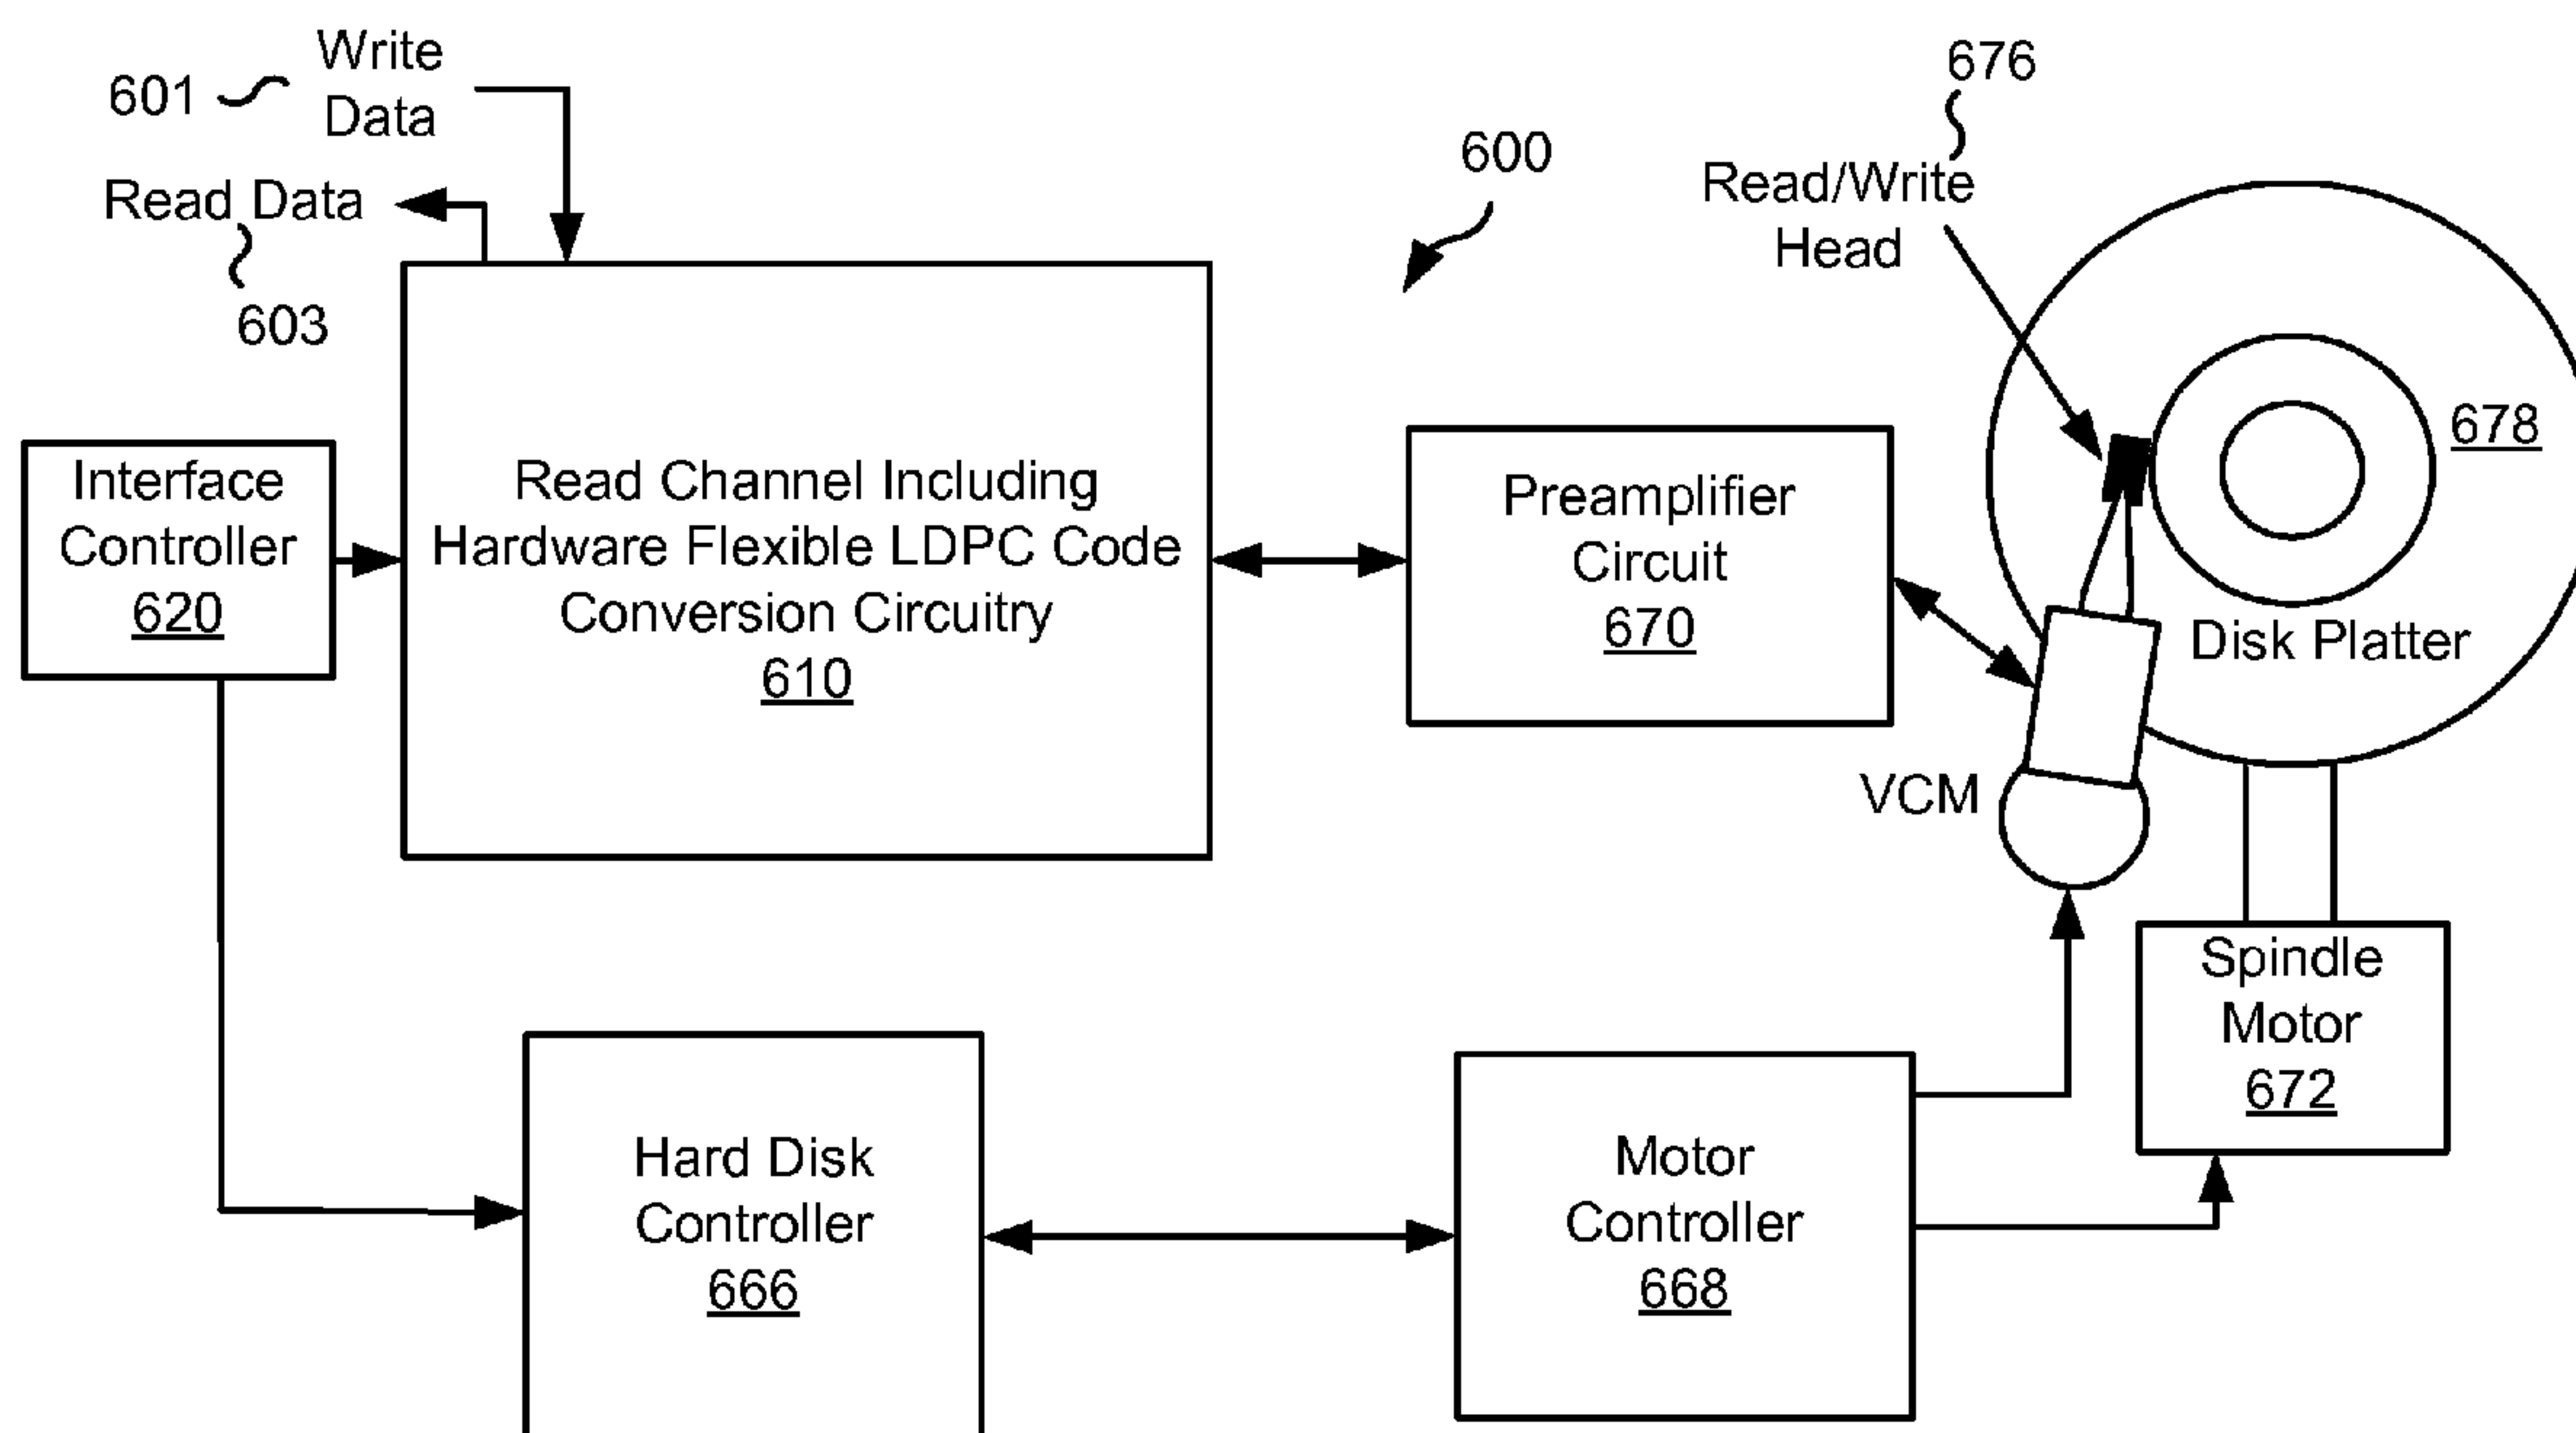 Write
601
Data
Read Data
603
600
676
Read/Write
Head
678
Interface
Controller
620
Read Channel Including
Hardware Flexible LDPC Code
Conversion Circuitry
610
Preamplifier
Circuit
670
Disk Platter
VCM
Spindle
Motor
672
Hard Disk
Controller
666
Motor
Controller
668